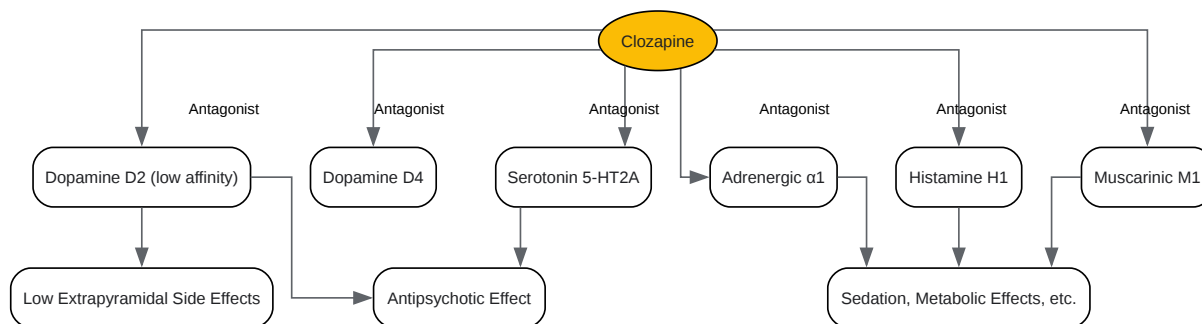 Clozapine
Antagonist
Antagonist
Antagonist
Antagonist
Antagonist
Antagonist
Dopamine D2 (low affinity)
Dopamine D4
Serotonin 5-HT2A
Adrenergic α1
Histamine H1
Muscarinic M1
Low Extrapyramidal Side Effects
Antipsychotic Effect
Sedation, Metabolic Effects, etc.